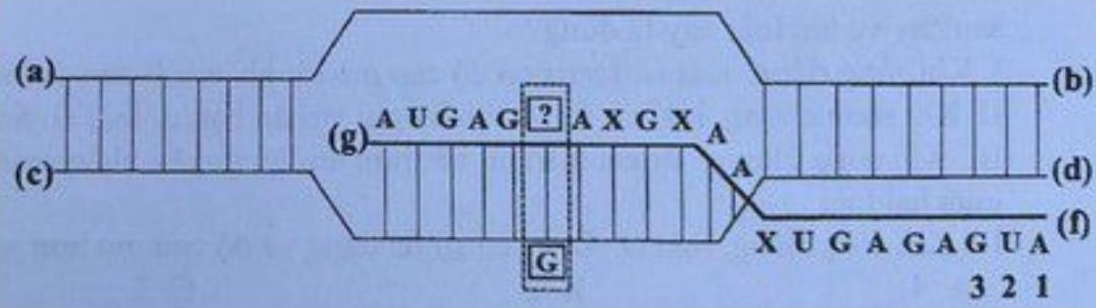 (a) (b)
A U G A G ? A X G X A
(g)
A
(c) (d)
(f)
X U G A G A G U A
G
3 2 1